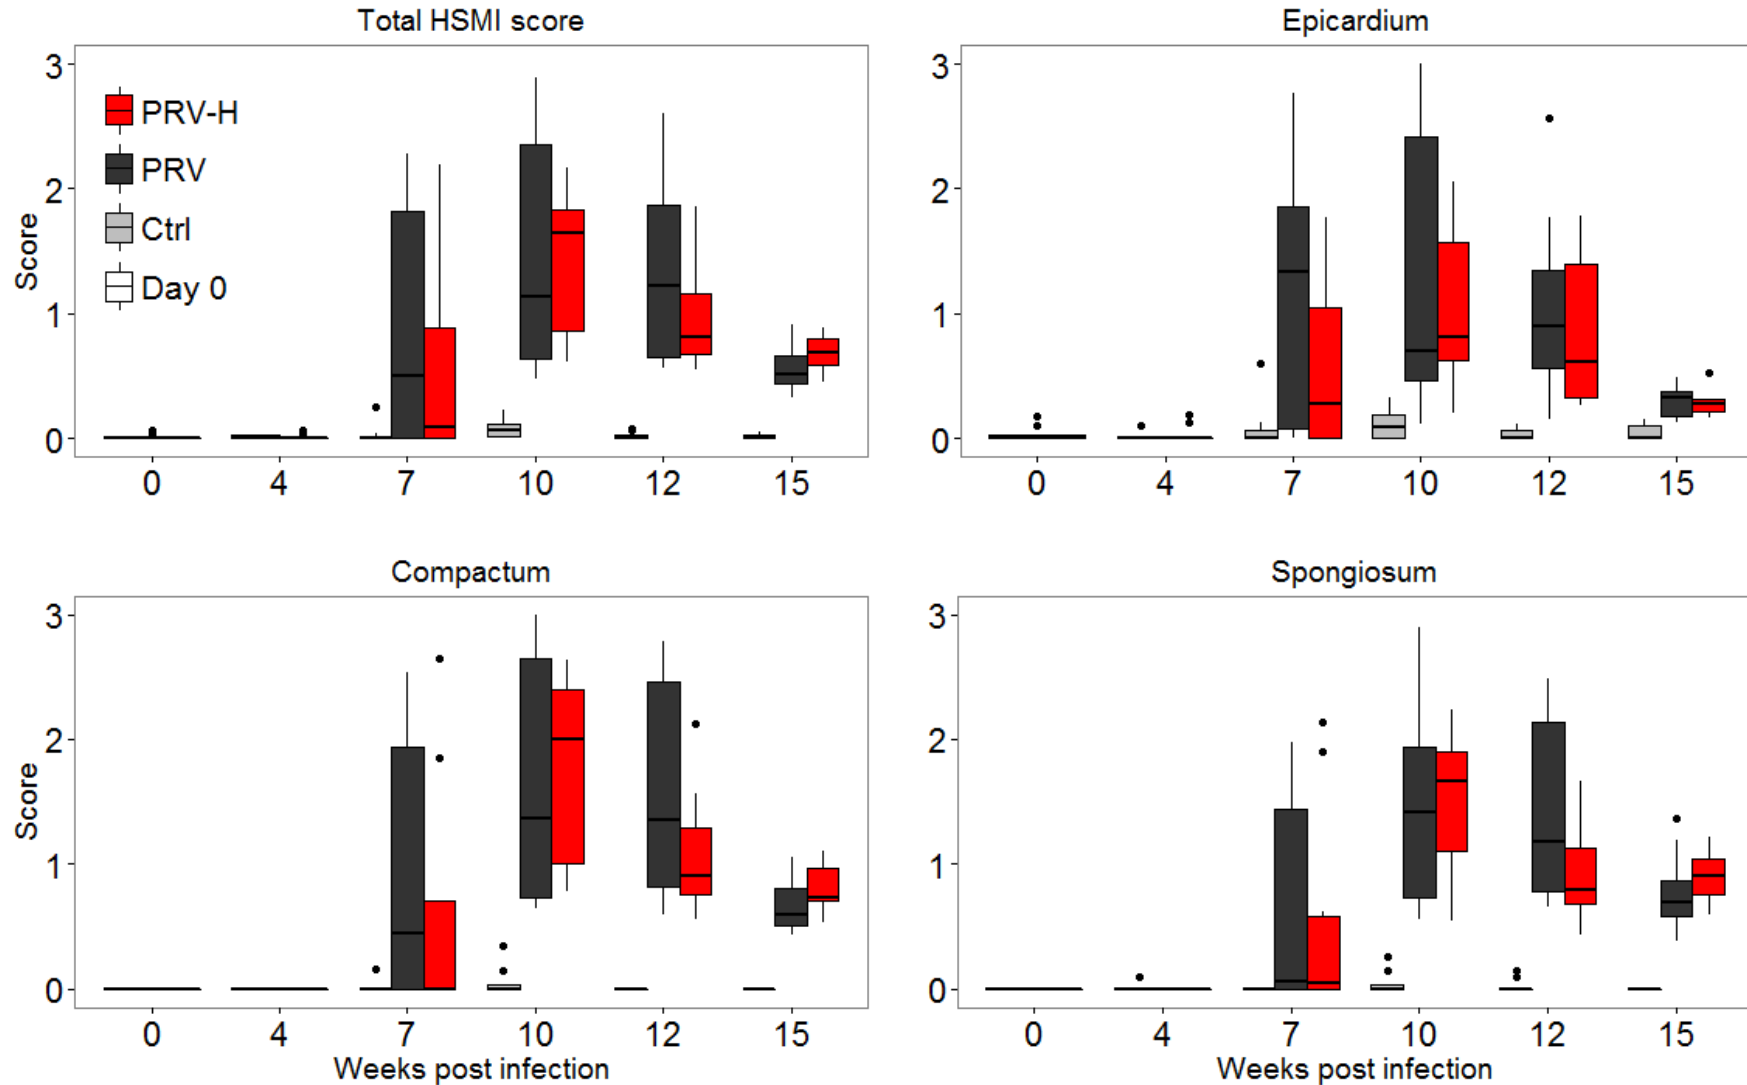 Total HSMI score
Score
3
2
1
0
PRV-H
PRV
Ctrl
Day 0
0 4 7 10 12 15
Epicardium
3
2
1
0
0 4 7 10 12 15
Compactum
Score
3
2
1
0
0 4 7 10 12 15
Weeks post infection
Spongiosum
3
2
1
0
0 4 7 10 12 15
Weeks post infection